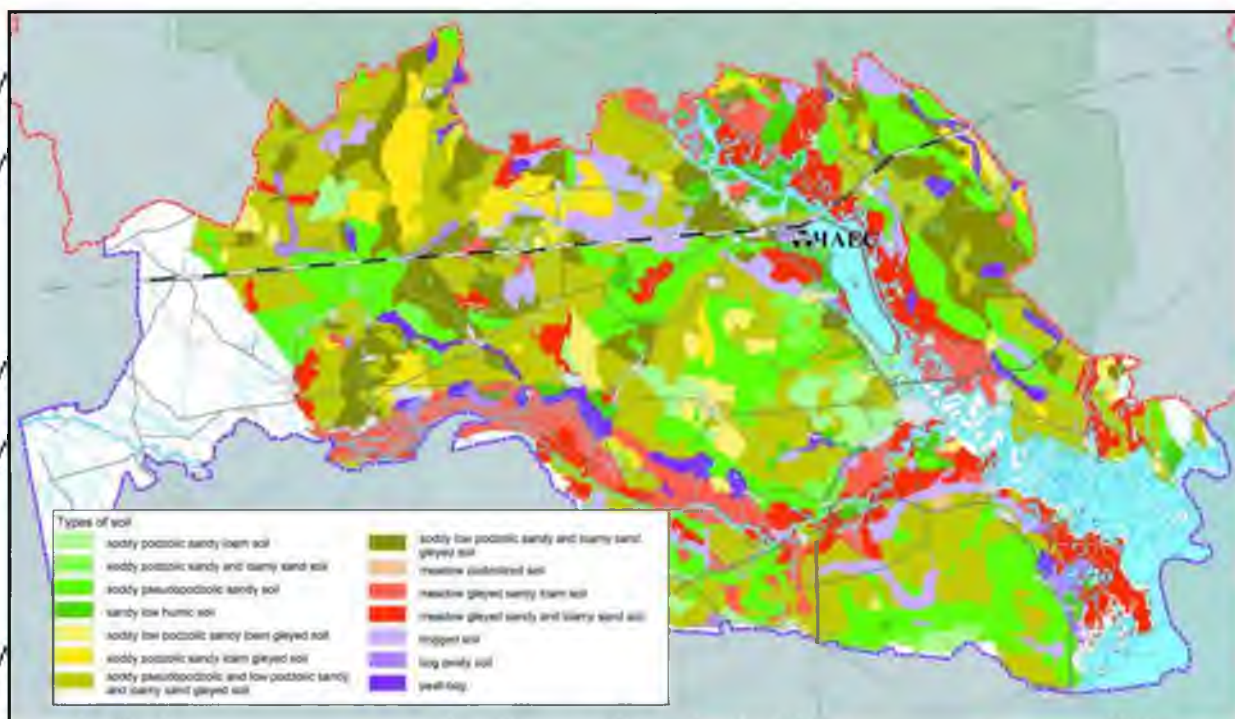 ЧАЕС
Types of soil
soddy podzolic sandy loam soil
soddy podzolic sandy and loamy sand soil
soddy pseudopodzolic sandy soil
sandy low humic soil
soddy low podzolic sandy loam gleyed soil
soddy podzolic sandy loam gleyed soil
soddy pseudopodzolic and low podzolic sandy
and loamy sand gleyed soil
soddy low podzolic sandy and loamy sand
gleyed soil
meadow podzolized soil
meadow gleyed sandy loam soil
meadow gleyed sandy and loamy sand soil
bogged soil
bog peaty soil
peat-bog